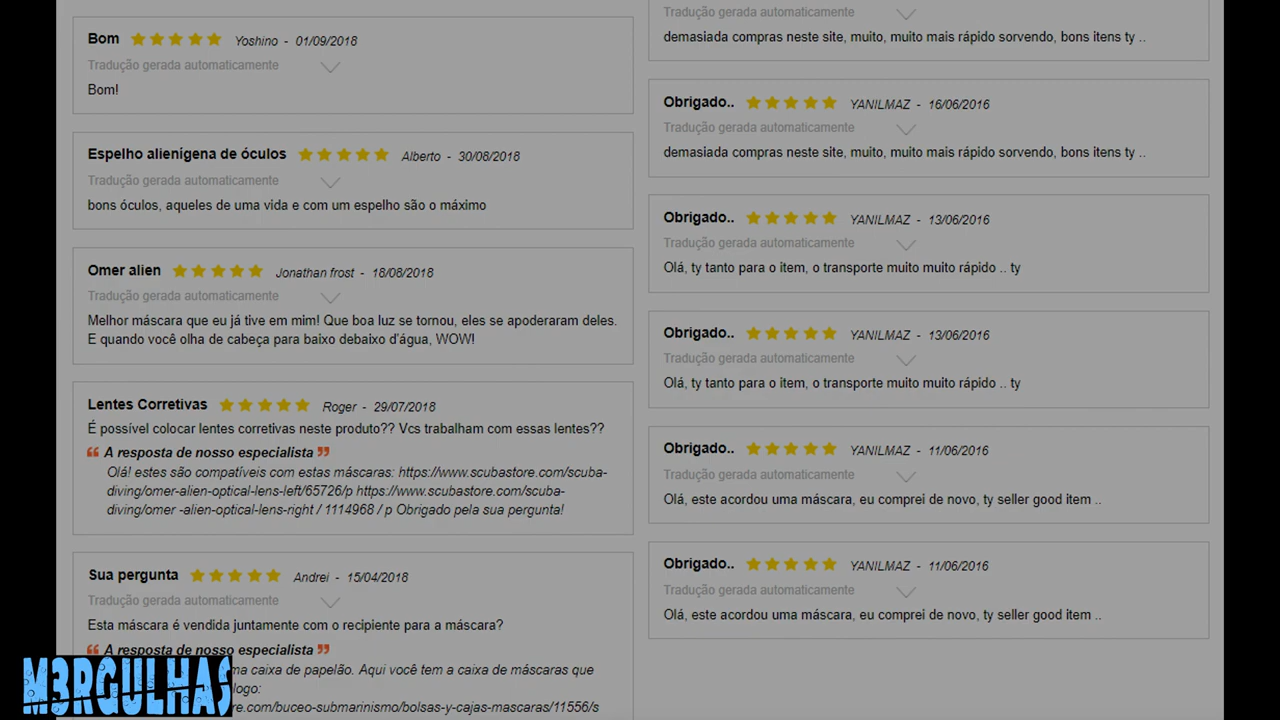 Bom Yoshino - 01/09/2018
Tradução gerada automaticamente
Bom!
Espelho alienígena de óculos Alberto - 30/08/2018
Tradução gerada automaticamente
bons óculos, aqueles de uma vida e com um espelho são o máximo
Omer alien Jonathan frost - 18/08/2018
Tradução gerada automaticamente
Melhor máscara que eu já tive em mim! Que boa luz se tornou, eles se apoderaram deles.
E quando você olha de cabeça para baixo debaixo d'água, WOW!
Lentes Corretivas Roger - 29/07/2018
É possível colocar lentes corretivas neste produto?? Vcs trabalham com essas lentes??
“ A resposta de nosso especialista ”
Olá! estes são compatíveis com estas máscaras: https://www.scubastore.com/scuba-
diving/omer-alien-optical-lens-left/65726/p https://www.scubastore.com/scuba-
diving/omer -alien-optical-lens-right / 1114968 / p Obrigado pela sua pergunta!
Sua pergunta Andrei - 15/04/2018
Tradução gerada automaticamente
Esta máscara é vendida juntamente com o recipiente para a máscara?
“ A resposta de nosso especialista ”
ma caixa de papelão. Aqui você tem a caixa de máscaras que
logo:
re.com/buceo-submarinismo/bolsas-y-cajas-mascaras/11556/s
M3RGULHAS
Tradução gerada automaticamente
demasiada compras neste site, muito, muito mais rápido sorvendo, bons itens ty ..
Obrigado.. YANILMAZ - 16/06/2016
Tradução gerada automaticamente
demasiada compras neste site, muito, muito mais rápido sorvendo, bons itens ty ..
Obrigado.. YANILMAZ - 13/06/2016
Tradução gerada automaticamente
Olá, ty tanto para o item, o transporte muito muito rápido .. ty
Obrigado.. YANILMAZ - 13/06/2016
Tradução gerada automaticamente
Olá, ty tanto para o item, o transporte muito muito rápido .. ty
Obrigado.. YANILMAZ - 11/06/2016
Tradução gerada automaticamente
Olá, este acordou uma máscara, eu comprei de novo, ty seller good item ..
Obrigado.. YANILMAZ - 11/06/2016
Tradução gerada automaticamente
Olá, este acordou uma máscara, eu comprei de novo, ty seller good item ..